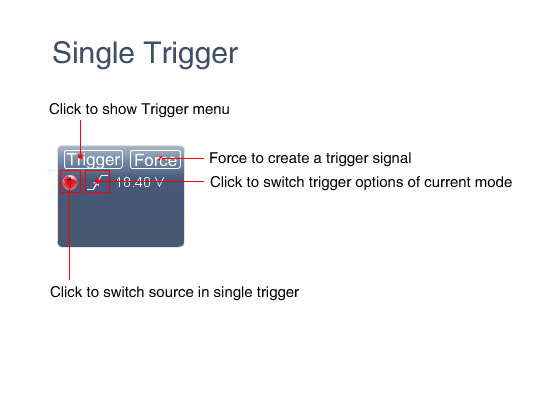 Single Trigger
Click to show Trigger menu
Trigger Force
Force to create a trigger signal
18.40 V
Click to switch trigger options of current mode
Click to switch source in single trigger